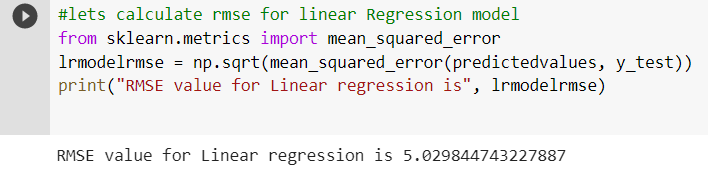 #lets calculate rmse for linear Regression model
from sklearn.metrics import mean_squared_error
lrmodelrmse = np.sqrt(mean_squared_error(predictedvalues, y_test))
print("RMSE value for Linear regression is", lrmodelrmse)
RMSE value for Linear regression is 5.029844743227887